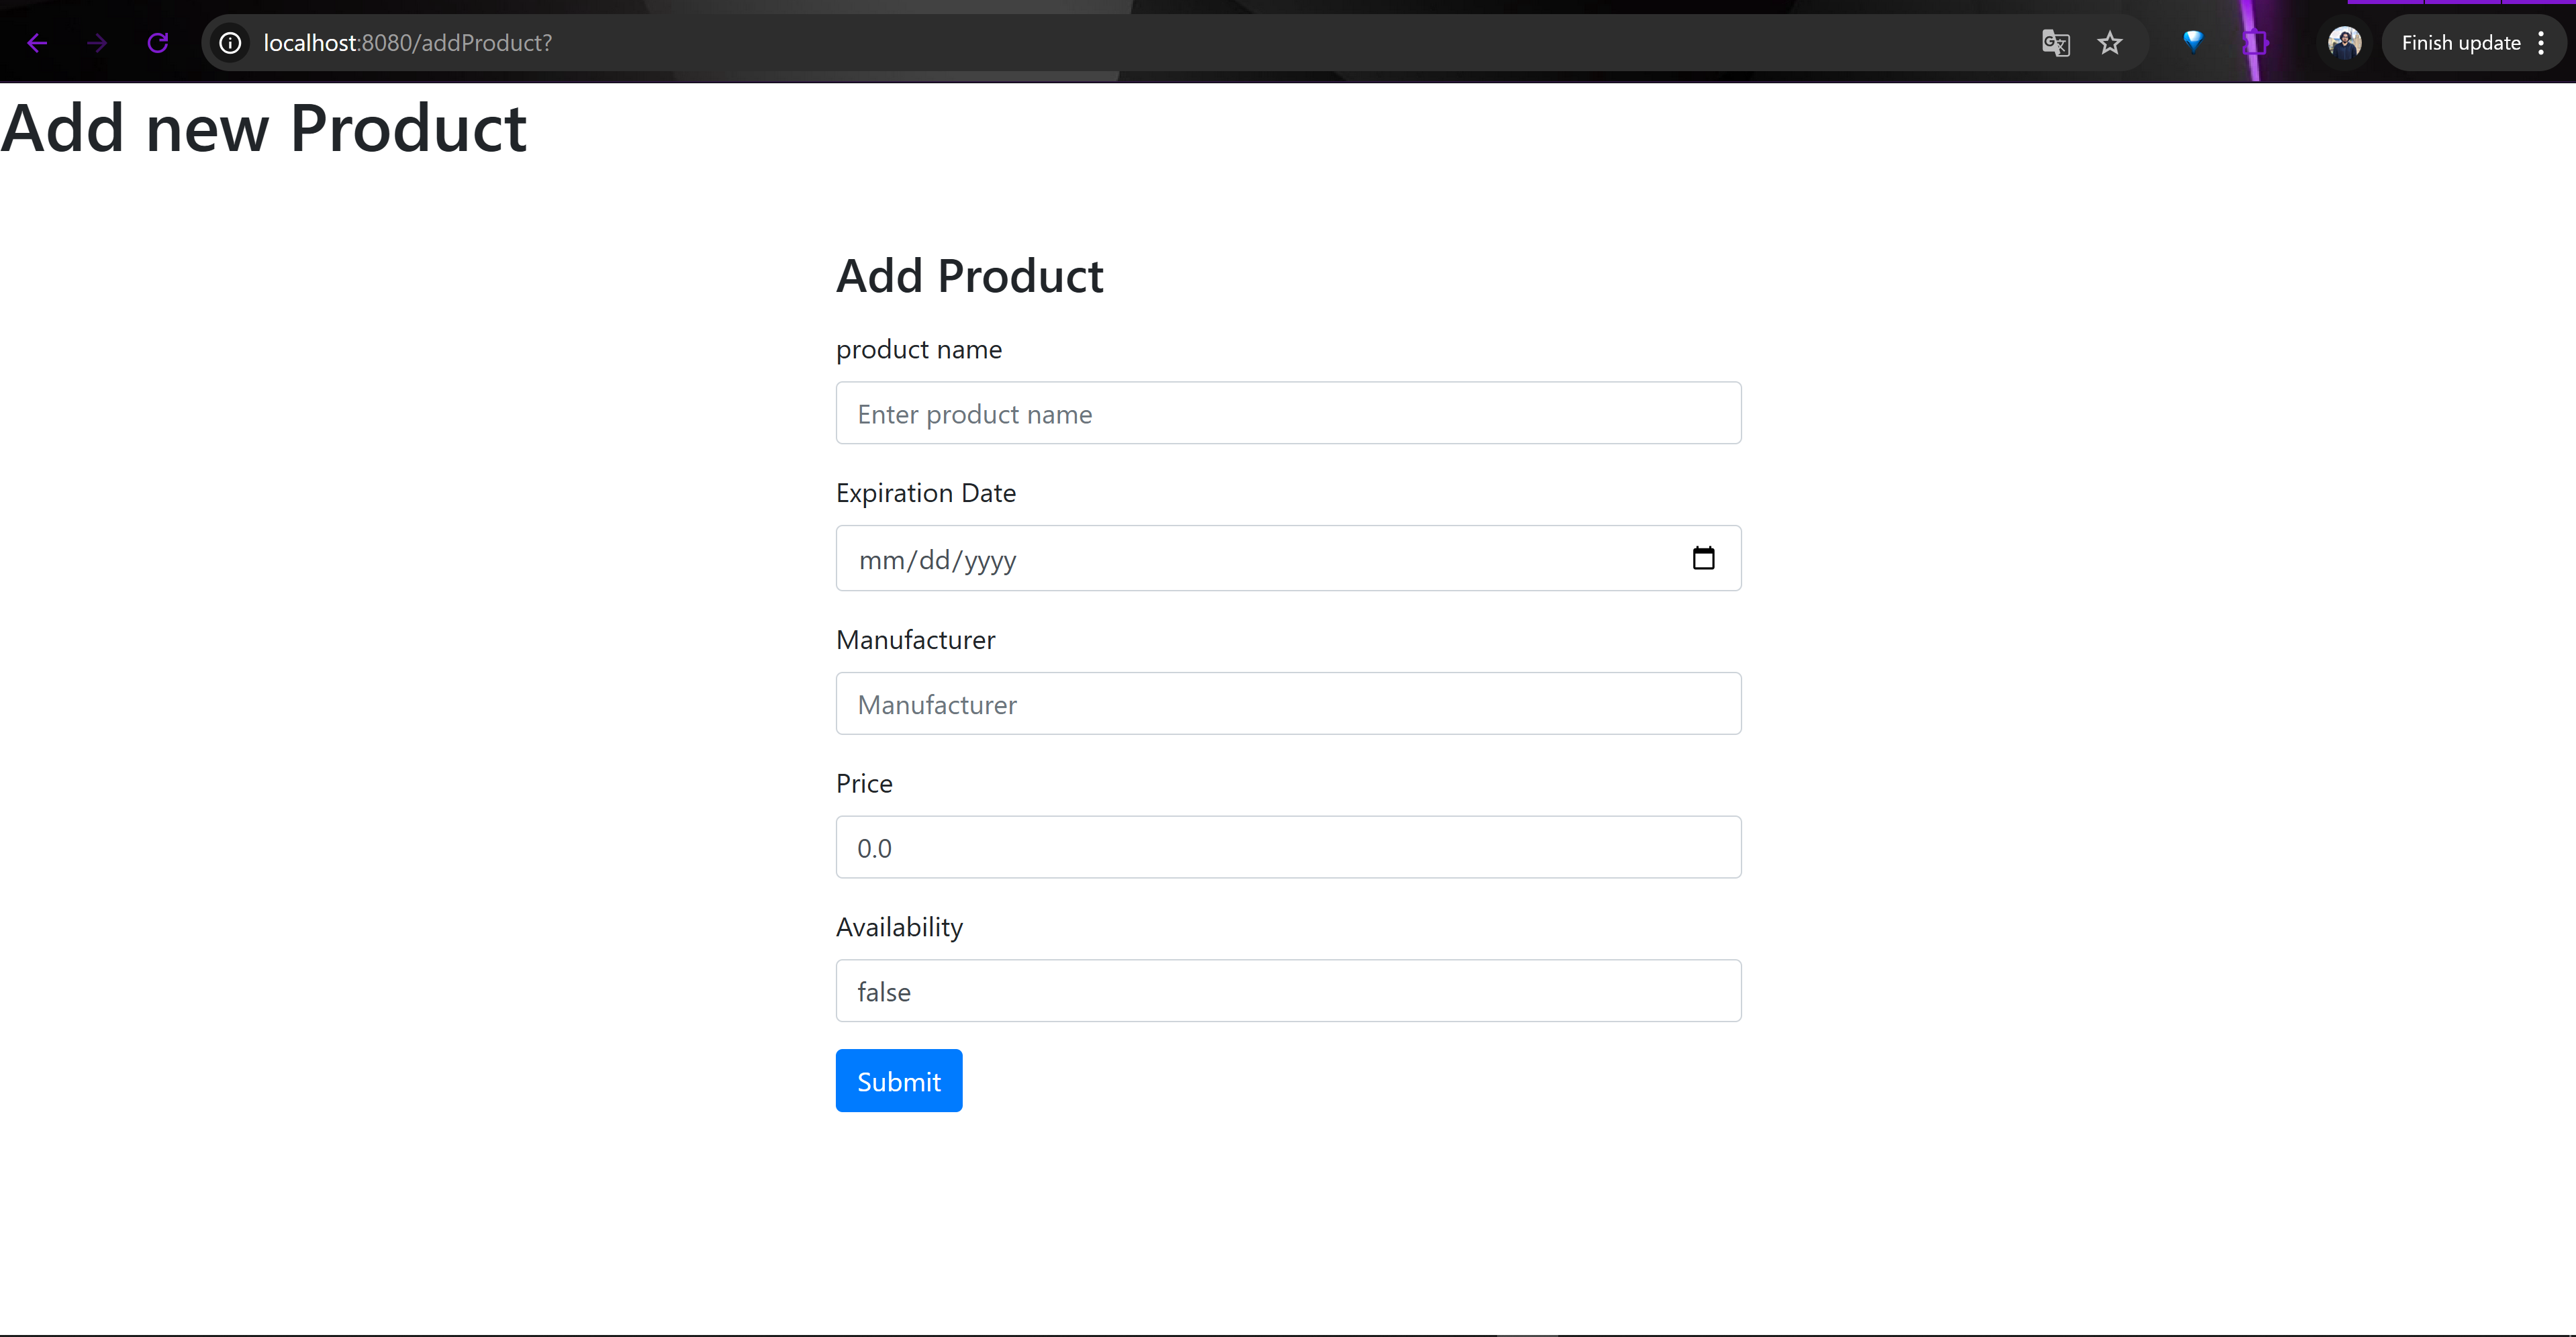 localhost:8080/addProduct?
Finish update
Add new Product
Add Product
product name
Enter product name
Expiration Date
mm/dd/yyyy
Manufacturer
Manufacturer
Price
0.0
Availability
false
Submit